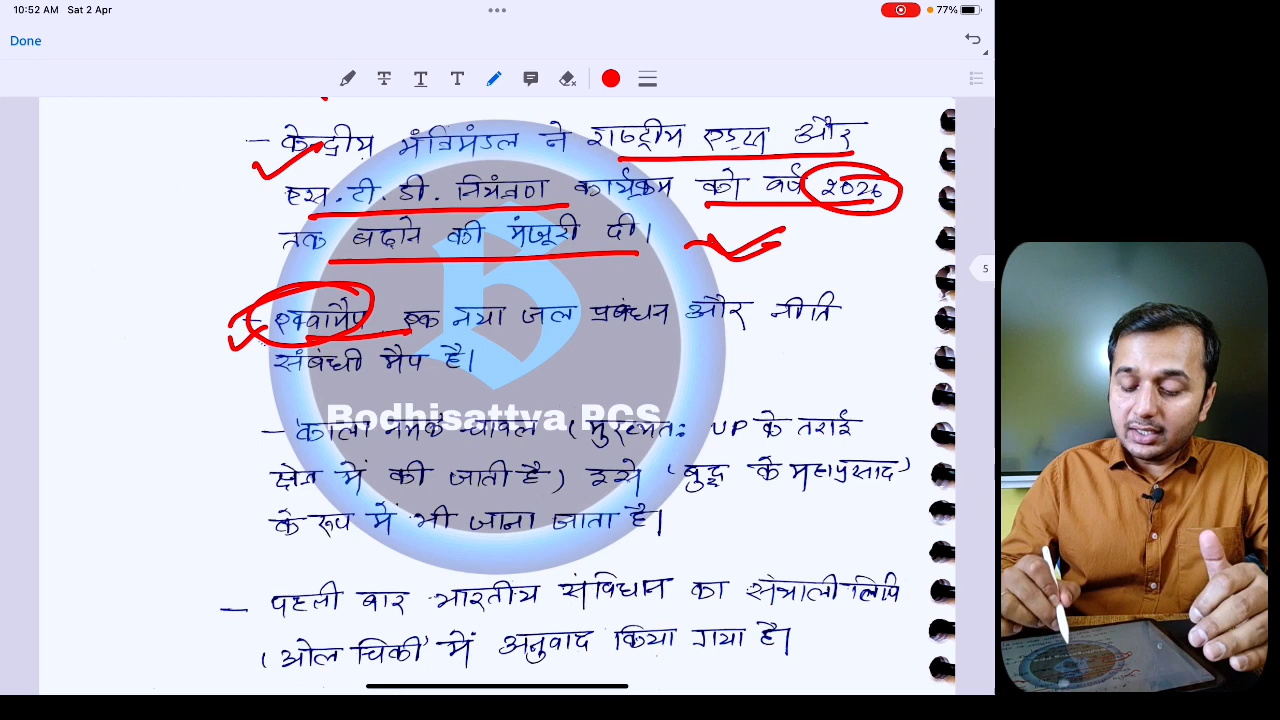 10:52 AM Sat 2 Apr
77%
Done
- केन्द्रीय मंत्रिमंडल ने राष्ट्रीय एड्स और
एस. टी. डी. नियंत्रण कार्यक्रम को वर्ष 2026
तक बढ़ाने की मंजूरी दी।
- एक्वामैप एक नया जल प्रबंधन और नीति
5
संबंधी मैप है।
Bodhisattva PCS
- काला नमक चावल (मुख्यतः UP के तराई
क्षेत्र में की जाती है) इसे 'बुद्ध के महाप्रसाद'
के रूप में भी जाना जाता है।
- पहली बार भारतीय संविधान का संथाली लिपि
'ओल चिकी' में अनुवाद किया गया है।